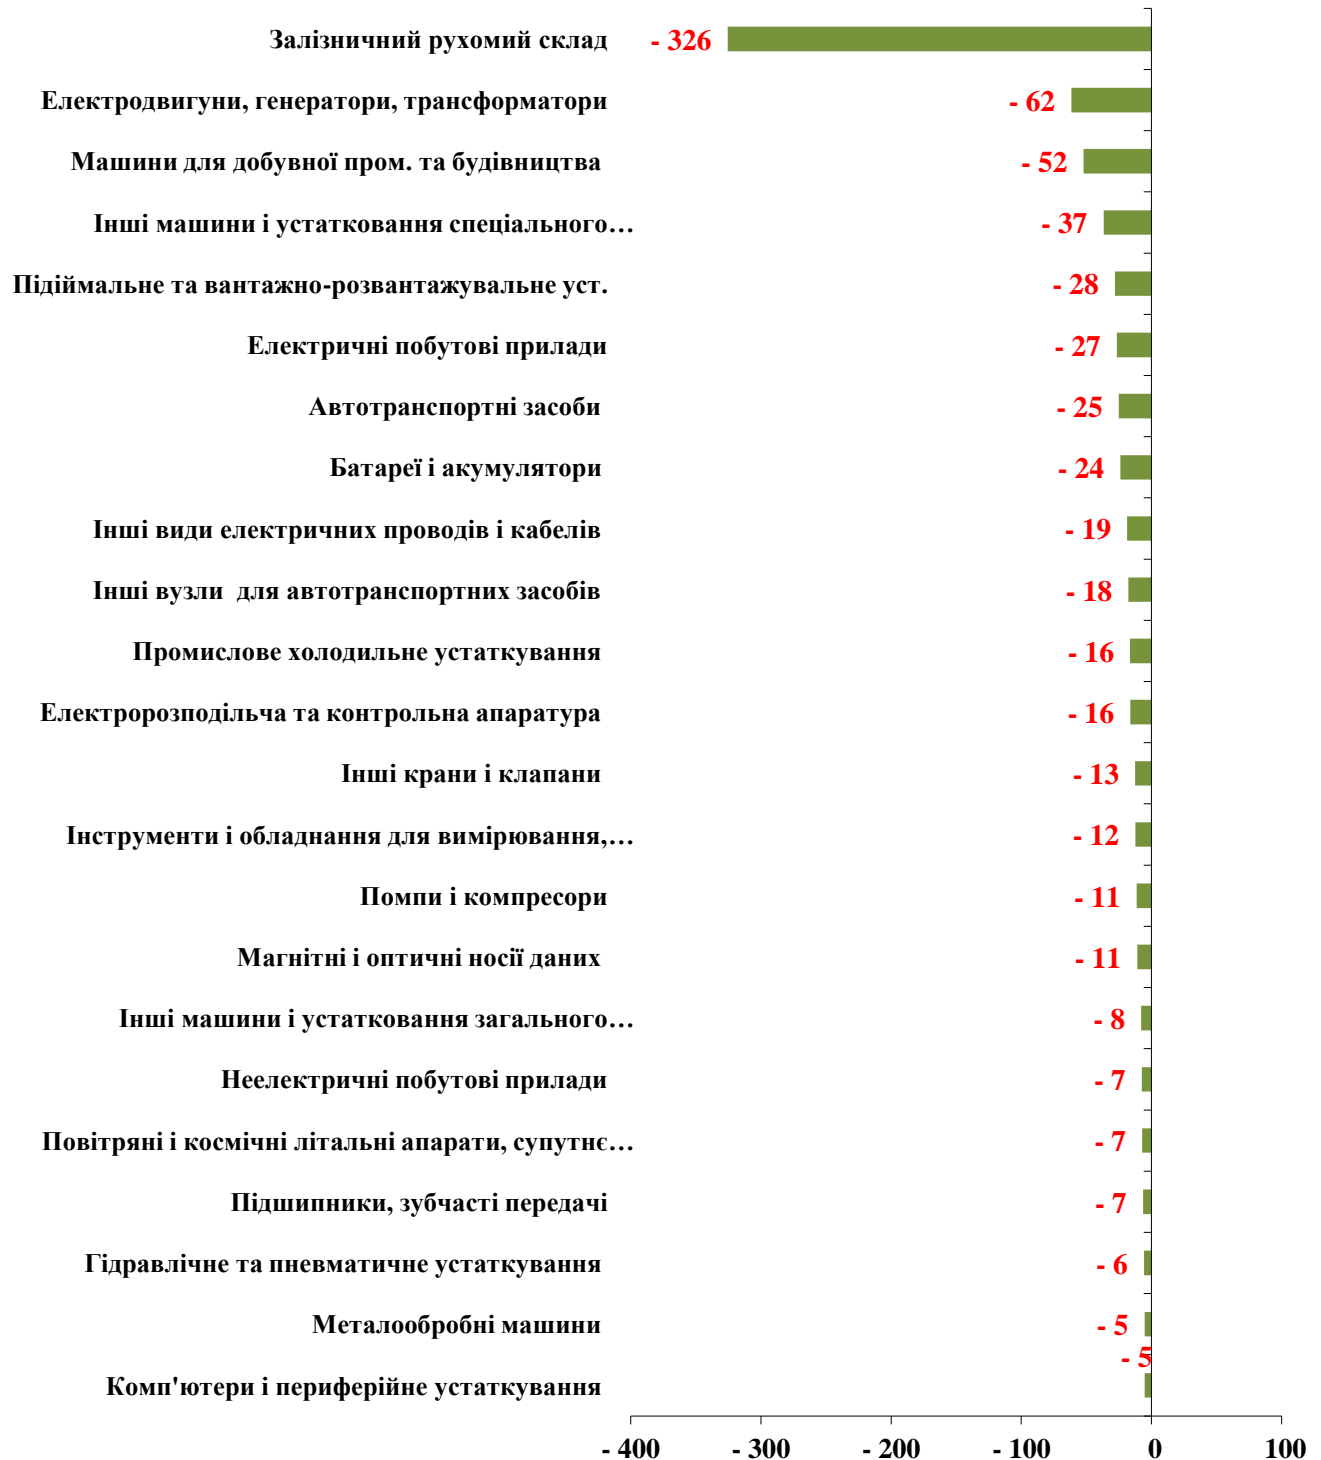 Залізничний рухомий склад - 326
Електродвигуни, генератори, трансформатори - 62
Машини для добувної пром. та будівництва - 52
Інші машини і устатковання спеціального… - 37
Підіймальне та вантажно-розвантажувальне уст. - 28
Електричні побутові прилади - 27
Автотранспортні засоби - 25
Батареї і акумулятори - 24
Інші види електричних проводів і кабелів - 19
Інші вузли для автотранспортних засобів - 18
Промислове холодильне устаткування - 16
Електророзподільча та контрольна апаратура - 16
Інші крани і клапани - 13
Інструменти і обладнання для вимірювання,… - 12
Помпи і компресори - 11
Магнітні і оптичні носії даних - 11
Інші машини і устатковання загального… - 8
Неелектричні побутові прилади - 7
Повітряні і космічні літальні апарати, супутнє… - 7
Підшипники, зубчасті передачі - 7
Гідравлічне та пневматичне устаткування - 6
Металообробні машини - 5
Комп'ютери і периферійне устаткування - 5
- 400 - 300 - 200 - 100 0 100